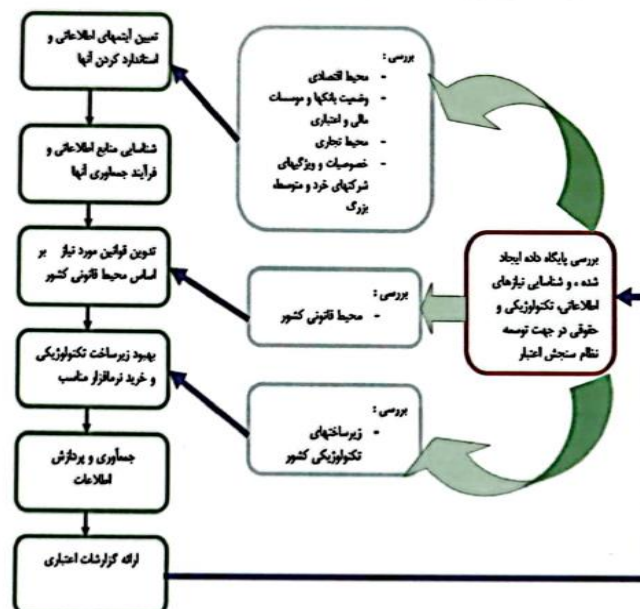 تعیین آیتمهای اطلاعاتی و
استاندارد کردن آنها
شناسایی منابع اطلاعاتی و
فرآیند جمعاوری آنها
تدوین قوانین مورد نیاز بر
اساس محیط قانونی کشور
بهبود زیرساخت تکنولوژیکی
و خرید نرمافزار مناسب
جمعآوری و پردازش
اطلاعات
ارائه گزارشات اعتباری
بررسی :
- محیط اقتصادی
- وضعیت بانکها و موسسات
مالی و اعتباری
- محیط تجاری
- خصوصیات و ویژگیهای
شرکتهای خرد و متوسط،
بزرگ
بررسی :
- محیط قانونی کشور
بررسی :
- زیرساختهای
تکنولوژیکی کشور
بررسی پایگاه داده ایجاد
شده ، و شناسایی نیازهای
اطلاعاتی، تکنولوژیکی و
حقوقی در جهت توسعه
نظام سنجش اعتبار